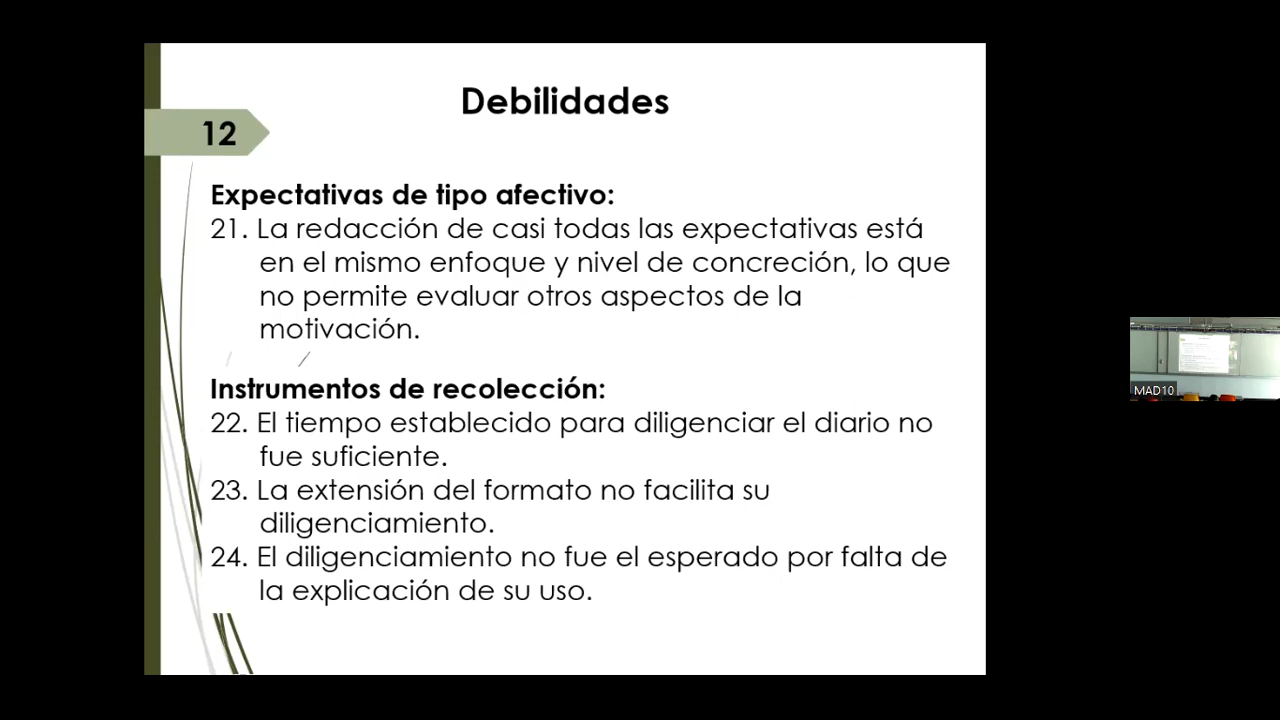 Debilidades
12
Expectativas de tipo afectivo:
21. La redacción de casi todas las expectativas está
en el mismo enfoque y nivel de concreción, lo que
no permite evaluar otros aspectos de la
motivación.
Instrumentos de recolección:
22. El tiempo establecido para diligenciar el diario no
fue suficiente.
23. La extensión del formato no facilita su
diligenciamiento.
24. El diligenciamiento no fue el esperado por falta de
la explicación de su uso.
MAD10